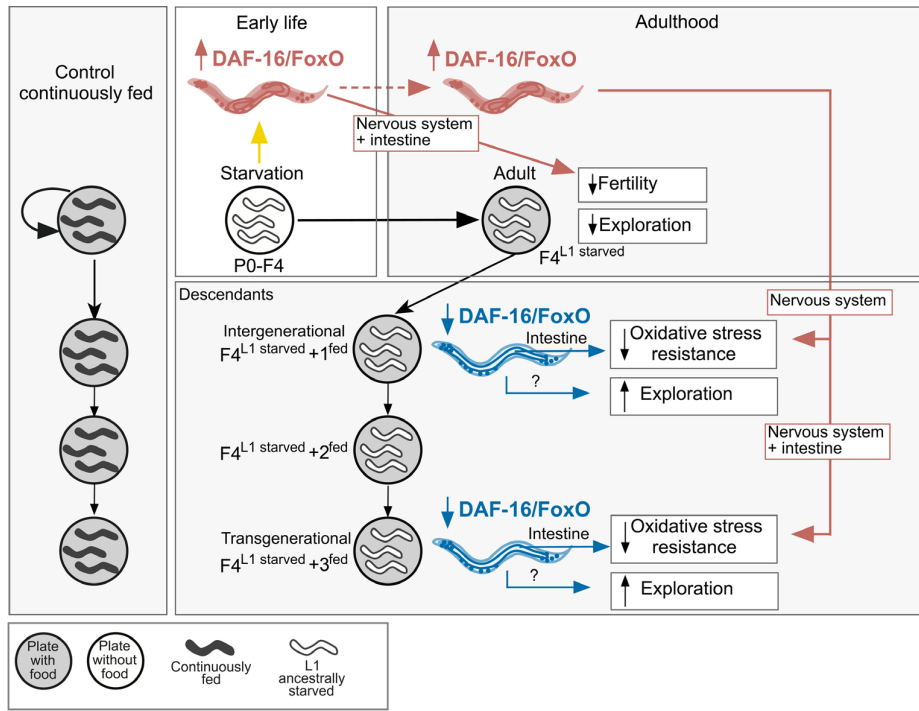 Control
continuously fed
Early life
DAF-16/FoxO
Starvation
P0-F4
Adulthood
DAF-16/FoxO
Nervous system
+ intestine
Adult
F4L1 starved
Fertility
Exploration
Nervous system
Nervous system
+ intestine
Descendants
Intergenerational
F4L1 starved +1fed
DAF-16/FoxO
Intestine
?
Oxidative stress
resistance
Exploration
F4L1 starved +2fed
Transgenerational
F4L1 starved +3fed
DAF-16/FoxO
Intestine
?
Oxidative stress
resistance
Exploration
Plate
with
food
Plate
without
food
Continuously
fed
L1
ancestrally
starved